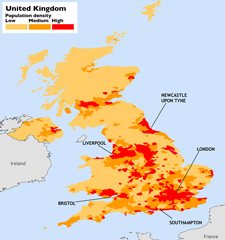 United Kingdom
Population density
Low Medium High
NEWCASTLE
UPON TYNE
LIVERPOOL
LONDON
Ireland
BRISTOL
SOUTHAMPTON
France